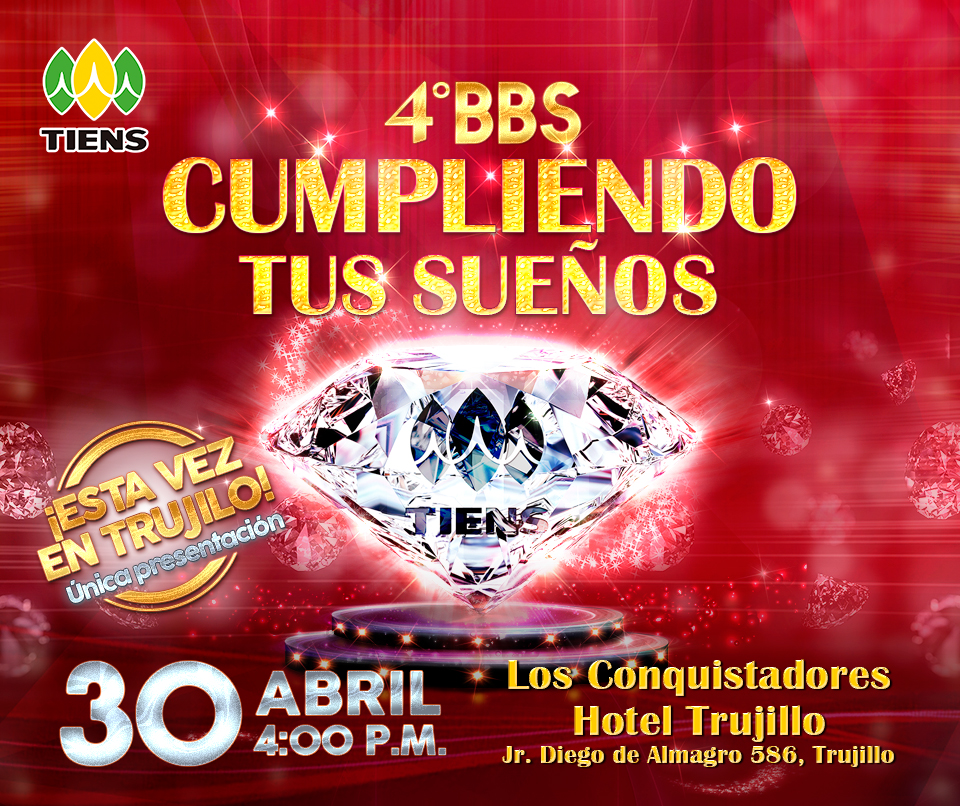 TIENS
4° BBS
CUMPLIENDO
TUS SUEÑOS
TIENS
¡ESTA VEZ
EN TRUJILO!
Única presentación
30 ABRIL
4:00 P.M.
Los Conquistadores
Hotel Trujillo
Jr. Diego de Almagro 586, Trujillo